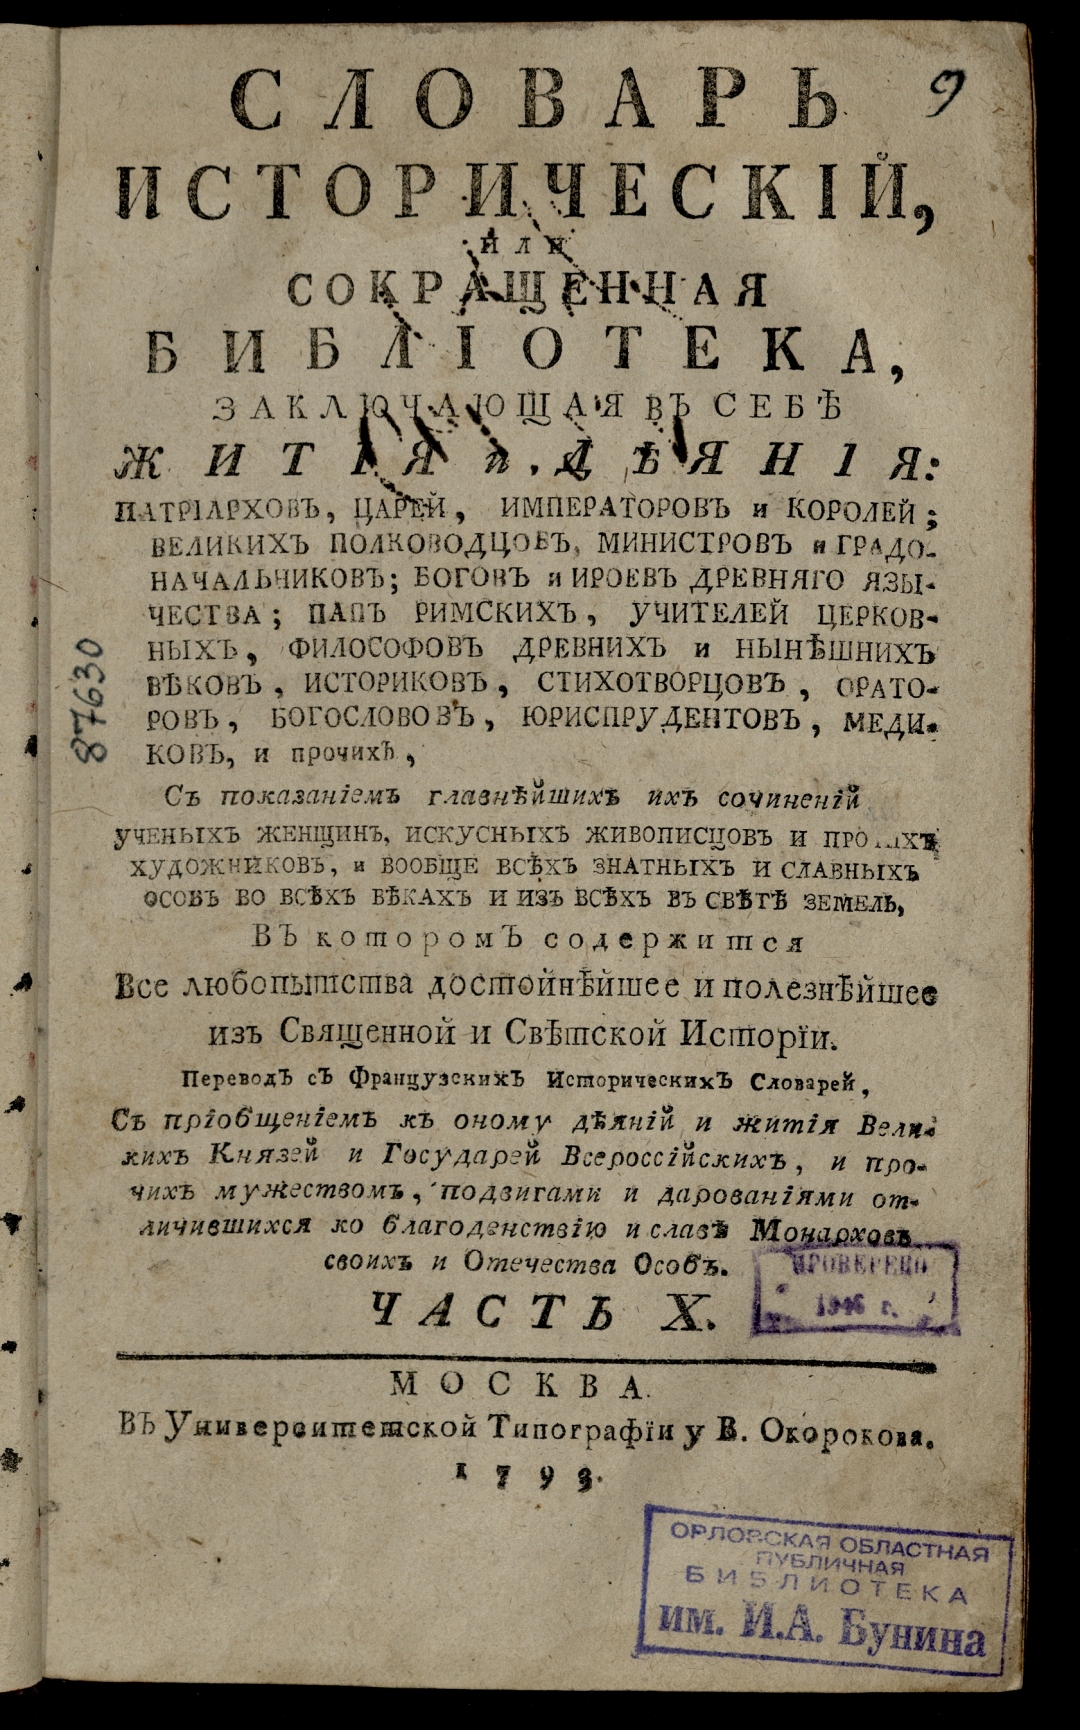 СЛОВАРЬ
9
ИСТОРИЧЕСКІЙ,
или
СОКРАЩЕННАЯ
БИБЛІОТЕКА,
ЗАКЛЮЧАЮЩАЯ ВЪ СЕБѢ
ЖИТІЯ и ДѢЯНІЯ:
ПАТРІАРХОВЪ, ЦАРЕЙ, ИМПЕРАТОРОВЪ и КОРОЛЕЙ;
ВЕЛИКИХЪ ПОЛКОВОДЦОВЪ, МИНИСТРОВЪ и ГРАДО-
НАЧАЛЬНИКОВЪ; БОГОВЪ и ИРОЕВЪ ДРЕВНЯГО ЯЗЫ-
ЧЕСТВА; ПАПЪ РИМСКИХЪ, УЧИТЕЛЕЙ ЦЕРКОВ-
НЫХЪ, ФИЛОСОФОВЪ ДРЕВНИХЪ и НЫНѢШНИХЪ
ВѢКОВЪ, ИСТОРИКОВЪ, СТИХОТВОРЦОВЪ, ОРАТО-
РОВЪ, БОГОСЛОВОВЪ, ЮРИСПРУДЕНТОВЪ, МЕДИ-
КОВЪ, и прочихъ,
87630
Съ показаніемъ главнѣйшихъ ихъ сочиненій
УЧЕНЫХЪ ЖЕНЩИНЪ, ИСКУСНЫХЪ ЖИВОПИСЦОВЪ И ПРОЧИХЪ
ХУДОЖНИКОВЪ, и ВООБЩЕ ВСѢХЪ ЗНАТНЫХЪ И СЛАВНЫХЪ
ОСОБЪ ВО ВСѢХЪ ВѢКАХЪ И ИЗЪ ВСѢХЪ ВЪ СВѢТѢ ЗЕМЕЛЬ,
ВЪ которомЪ содержится
Все любопытства достойнѣйшее и полезнѣйшее
изъ Священной и Свѣтской Исторїи.
ПереводЪ съ ФранцузскихЪ ИсторическихЪ Словарей,
Съ пріобщеніемъ къ оному дѣяній и житія Вели-
кихъ Князей и Государей Всероссійскихъ, и про-
чихъ мужествомъ, подвигами и дарованіями от-
личившихся ко благоденствію и славѣ Монарховъ
своихъ и Отечества Особъ.
ПРОВЕРЕНО
1946 г.
ЧАСТЬ X.
МОСКВА.
ВЪ Университетской Типографїи у В. Окорокова.
1793.
ОРЛОВСКАЯ ОБЛАСТНАЯ
ПУБЛИЧНАЯ
БИБЛИОТЕКА
им. И.А. Бунина